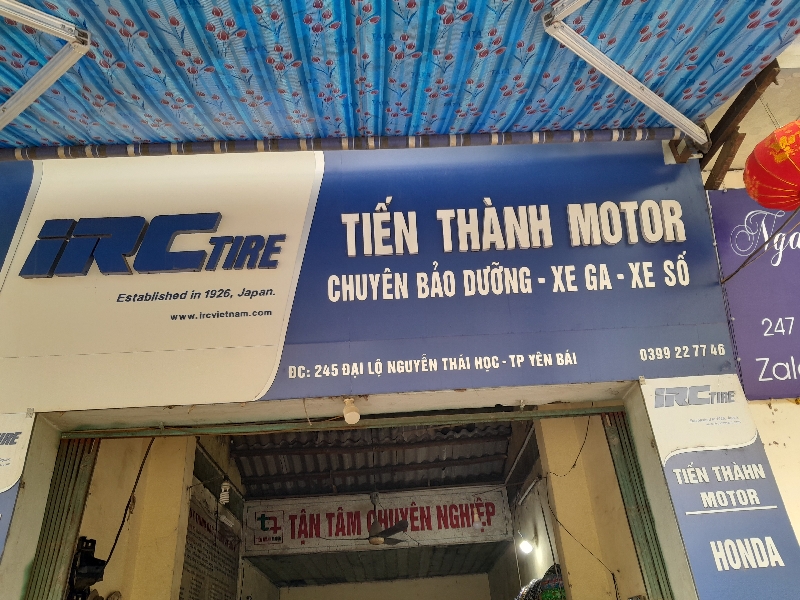 iRC TIRE
Established in 1926, Japan.
www.ircvietnam.com
TIẾN THÀNH MOTOR
CHUYÊN BẢO DƯỠNG - XE GA - XE SỐ
ĐC: 245 ĐẠI LỘ NGUYỄN THÁI HỌC - TP YÊN BÁI
0399 22 77 46
247
iRC TIRE
TIẾN THÀHN
MOTOR
HONDA
TẬN TÂM CHUYÊN NGHIỆP